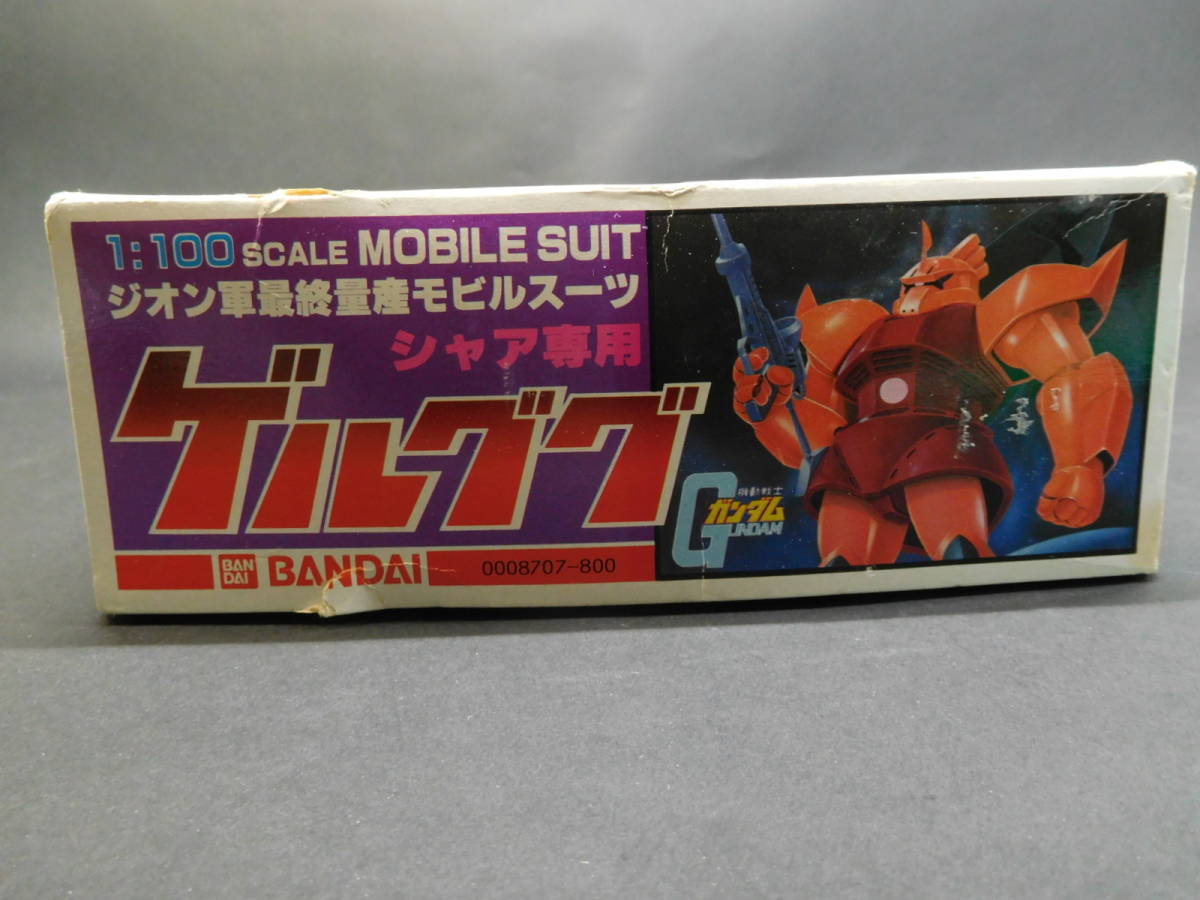 1:100 SCALE MOBILE SUIT
ジオン軍最終量産モビルスーツ
シャア専用
ゲルググ
機動戦士
ガンダム
GUNDAM
BAN
DAI
BANDAI
0008707-800